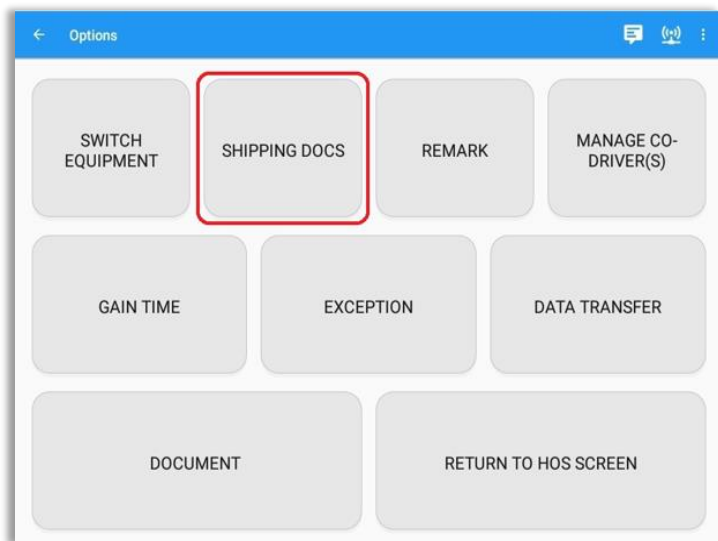 Options
SWITCH
EQUIPMENT
SHIPPING DOCS
REMARK
MANAGE CO-
DRIVER(S)
GAIN TIME
EXCEPTION
DATA TRANSFER
DOCUMENT
RETURN TO HOS SCREEN